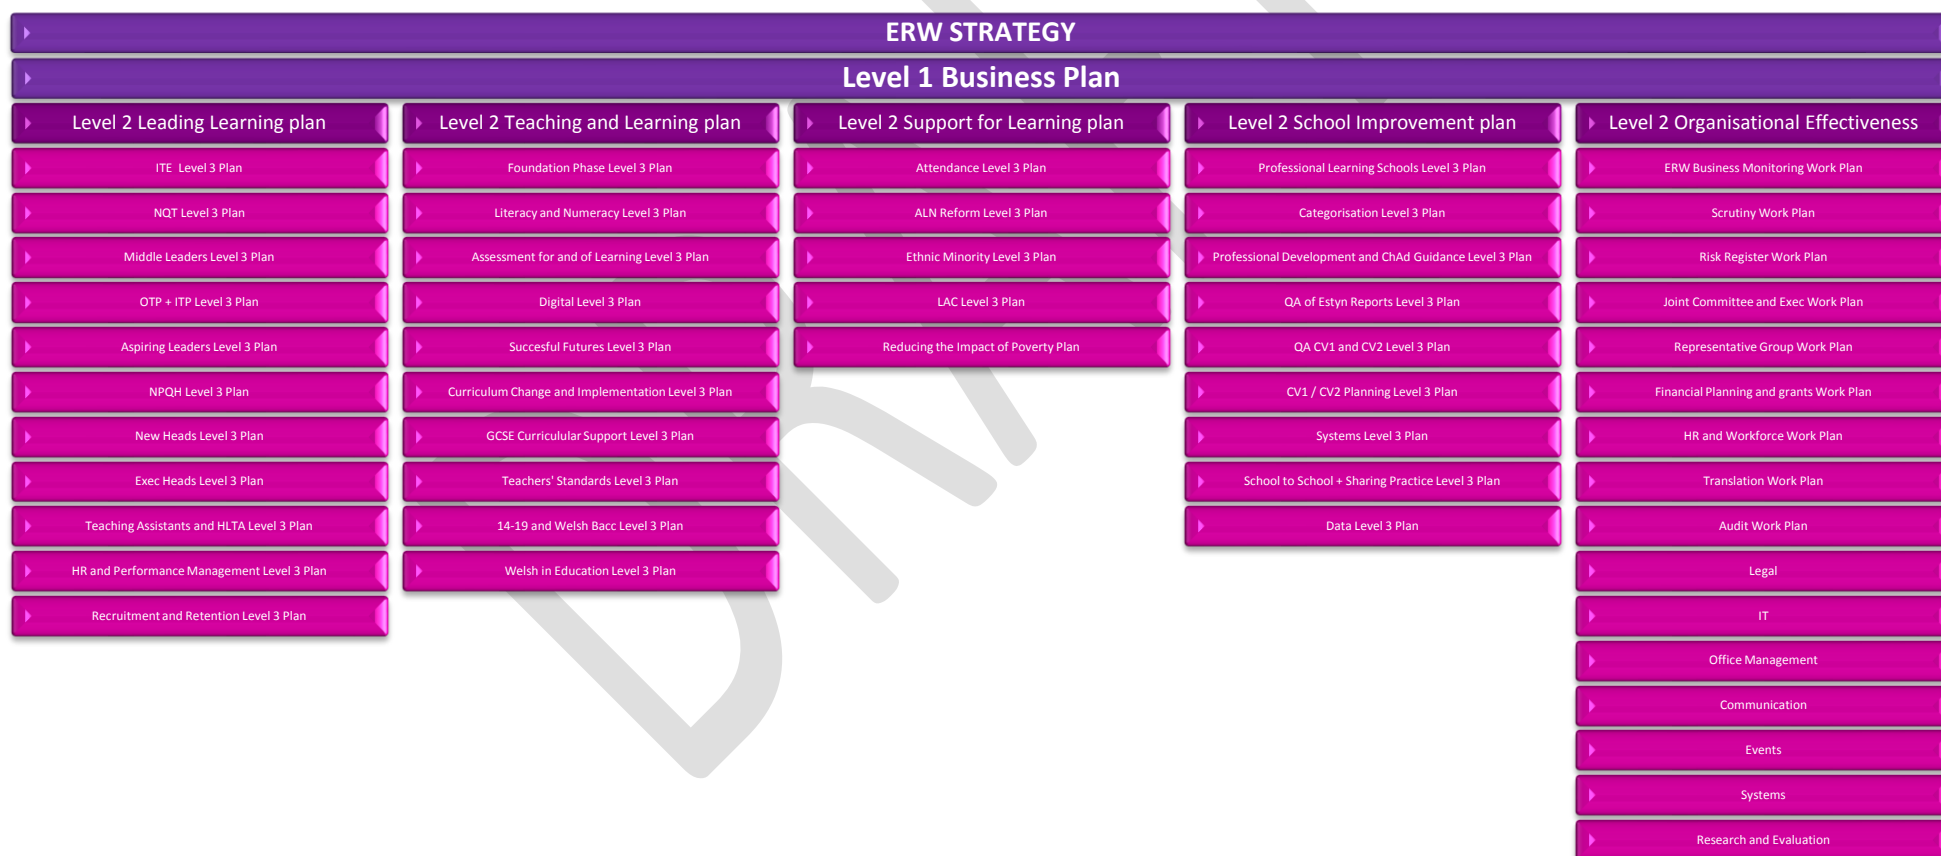 ERW STRATEGY
Level 1 Business Plan
Level 2 Leading Learning plan
ITE Level 3 Plan
NQT Level 3 Plan
Middle Leaders Level 3 Plan
OTP + ITP Level 3 Plan
Aspiring Leaders Level 3 Plan
NPQH Level 3 Plan
New Heads Level 3 Plan
Exec Heads Level 3 Plan
Teaching Assistants and HLTA Level 3 Plan
HR and Performance Management Level 3 Plan
Recruitment and Retention Level 3 Plan
Level 2 Teaching and Learning plan
Foundation Phase Level 3 Plan
Literacy and Numeracy Level 3 Plan
Assessment for and of Learning Level 3 Plan
Digital Level 3 Plan
Succesful Futures Level 3 Plan
Curriculum Change and Implementation Level 3 Plan
GCSE Curriculular Support Level 3 Plan
Teachers' Standards Level 3 Plan
14-19 and Welsh Bacc Level 3 Plan
Welsh in Education Level 3 Plan
Level 2 Support for Learning plan
Attendance Level 3 Plan
ALN Reform Level 3 Plan
Ethnic Minority Level 3 Plan
LAC Level 3 Plan
Reducing the Impact of Poverty Plan
Level 2 School Improvement plan
Professional Learning Schools Level 3 Plan
Categorisation Level 3 Plan
Professional Development and ChAd Guidance Level 3 Plan
QA of Estyn Reports Level 3 Plan
QA CV1 and CV2 Level 3 Plan
CV1 / CV2 Planning Level 3 Plan
Systems Level 3 Plan
School to School + Sharing Practice Level 3 Plan
Data Level 3 Plan
Level 2 Organisational Effectiveness
ERW Business Monitoring Work Plan
Scrutiny Work Plan
Risk Register Work Plan
Joint Committee and Exec Work Plan
Representative Group Work Plan
Financial Planning and grants Work Plan
HR and Workforce Work Plan
Translation Work Plan
Audit Work Plan
Legal
IT
Office Management
Communication
Events
Systems
Research and Evaluation